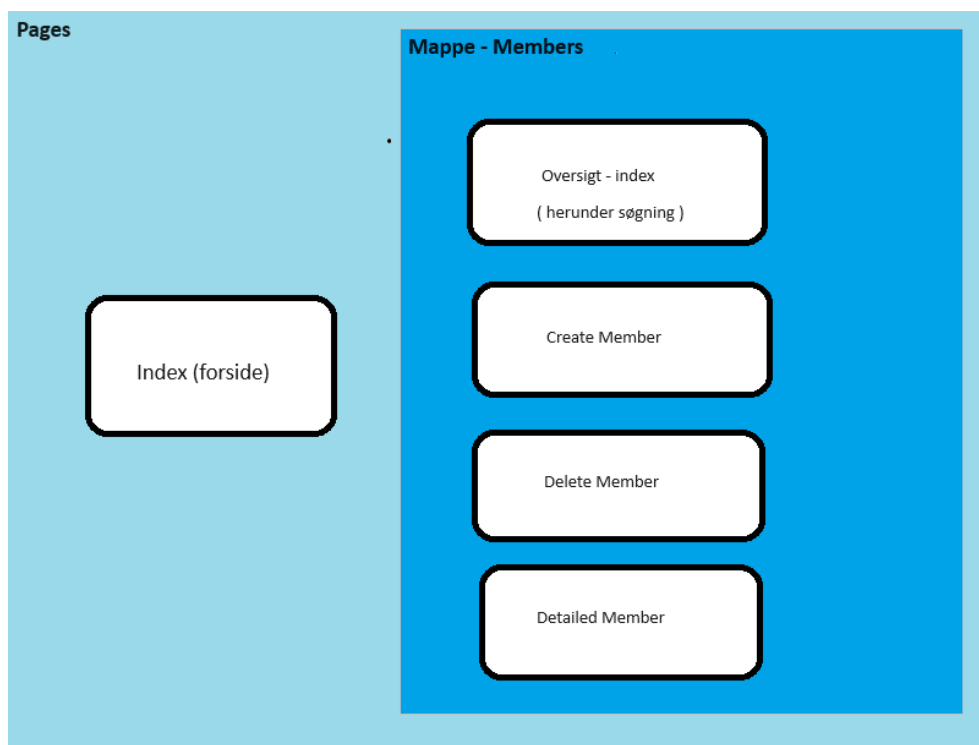 Pages
Mappe - Members
Oversigt - index
( herunder søgning )
Create Member
Index (forside)
Delete Member
Detailed Member